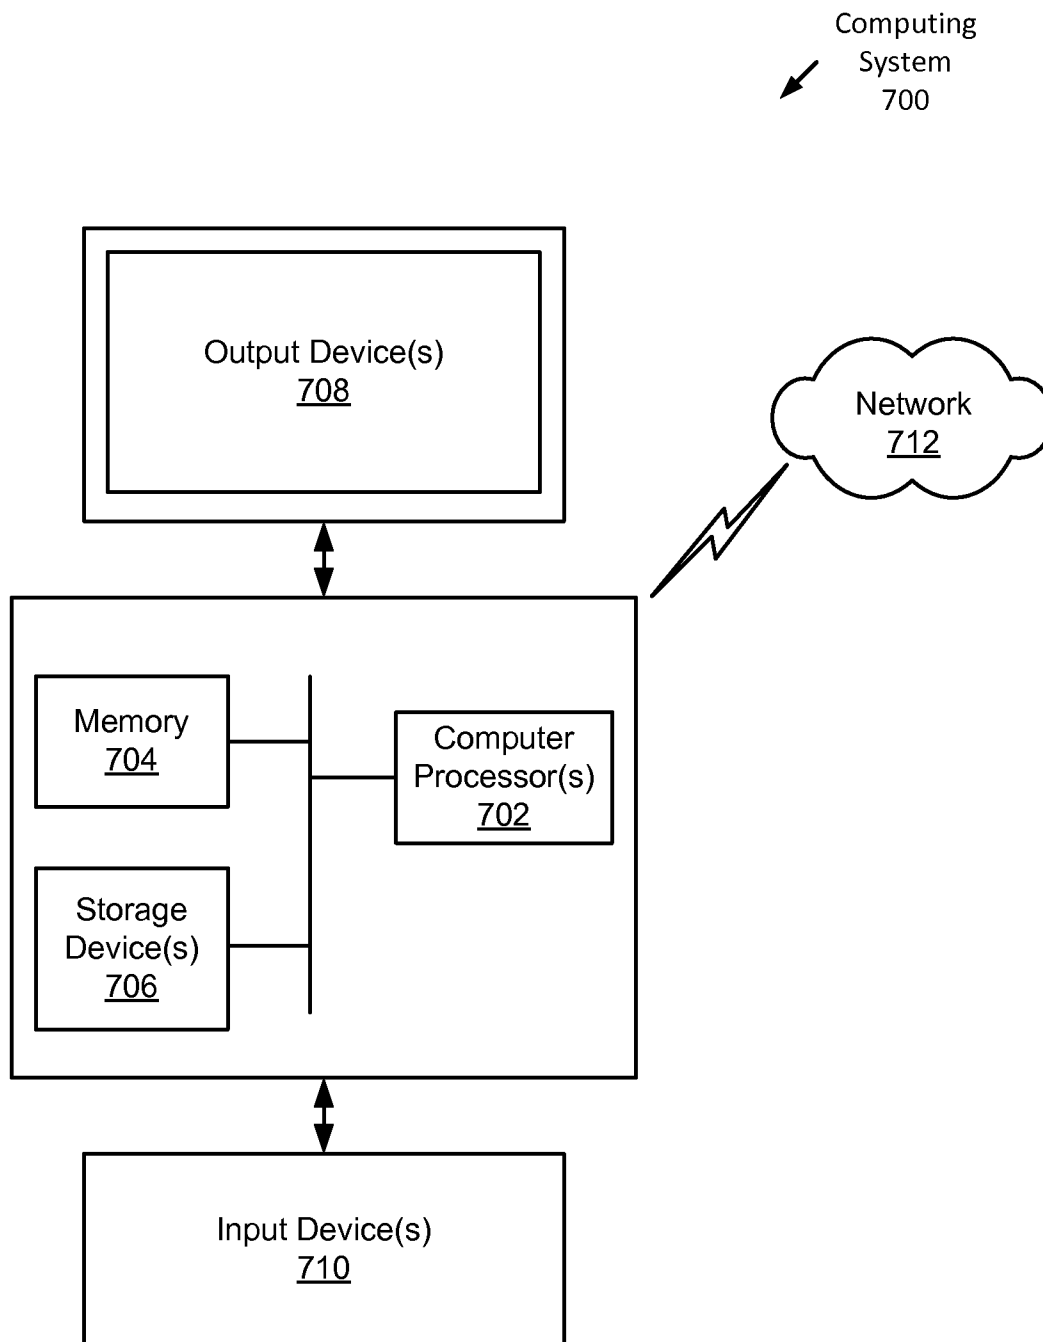 Computing
System
700
Output Device(s)
708
Network
712
Memory
704
Computer
Processor(s)
702
Storage
Device(s)
706
Input Device(s)
710